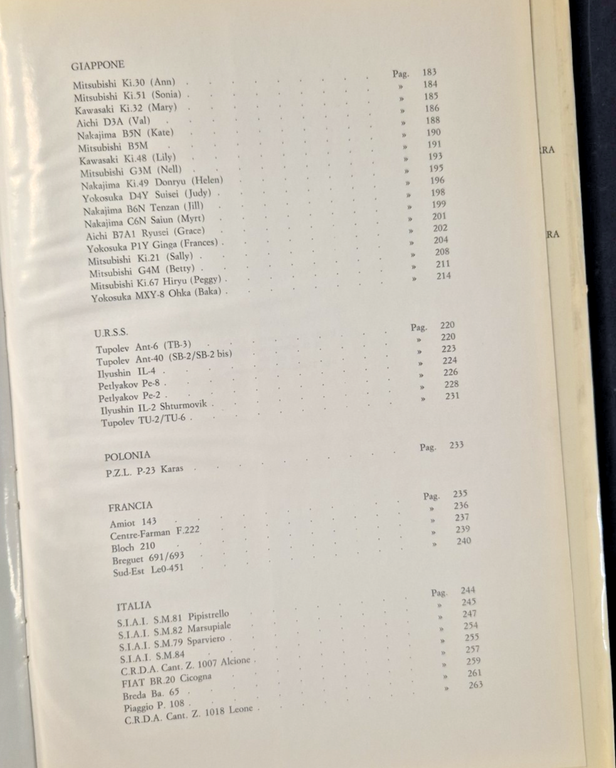 GIAPPONE
Mitsubishi Ki.30 (Ann) . . . . . . . Pag. 183
Mitsubishi Ki.51 (Sonia) . . . . . . . » 184
Kawasaki Ki.32 (Mary) . . . . . . . » 185
Aichi D3A (Val) . . . . . . . » 186
Nakajima B5N (Kate) . . . . . . . » 188
Mitsubishi B5M . . . . . . . » 190
Kawasaki Ki.48 (Lily) . . . . . . . » 191
Mitsubishi G3M (Nell) . . . . . . . » 193
Nakajima Ki.49 Donryu (Helen) . . . . . . » 195
Yokosuka D4Y Suisei (Judy) . . . . . . » 196
Nakajima B6N Tenzan (Jill) . . . . . . » 198
Nakajima C6N Saiun (Myrt) . . . . . . » 199
Aichi B7A1 Ryusei (Grace) . . . . . . » 201
Yokosuka P1Y Ginga (Frances) . . . . . . » 202
Mitsubishi Ki.21 (Sally) . . . . . . » 204
Mitsubishi G4M (Betty) . . . . . . » 208
Mitsubishi Ki.67 Hiryu (Peggy) . . . . . . » 211
Yokosuka MXY-8 Ohka (Baka) . . . . . . » 214
U.R.S.S.
Tupolev Ant-6 (TB-3) . . . . . . Pag. 220
Tupolev Ant-40 (SB-2/SB-2 bis) . . . . . » 220
Ilyushin IL-4 . . . . . . . » 223
Petlyakov Pe-8 . . . . . . . » 224
Petlyakov Pe-2 . . . . . . . » 226
Ilyushin IL-2 Shturmovik . . . . . . » 228
Tupolev TU-2/TU-6 . . . . . . . » 231
POLONIA
P.Z.L. P-23 Karas . . . . . . . Pag. 233
FRANCIA
Amiot 143 . . . . . . . Pag. 235
Centre-Farman F.222 . . . . . . » 236
Bloch 210 . . . . . . . » 237
Breguet 691/693 . . . . . . . » 239
Sud-Est Le0-451 . . . . . . . » 240
ITALIA
S.I.A.I. S.M.81 Pipistrello . . . . . . Pag. 244
S.I.A.I. S.M.82 Marsupiale . . . . . . » 245
S.I.A.I. S.M.79 Sparviero . . . . . . » 247
S.I.A.I. S.M.84 . . . . . . . » 254
C.R.D.A. Cant. Z. 1007 Alcione . . . . . . » 255
FIAT BR.20 Cicogna . . . . . . » 257
Breda Ba. 65 . . . . . . . » 259
Piaggio P. 108 . . . . . . . » 261
C.R.D.A. Cant. Z. 1018 Leone . . . . . . » 263
RA
RA